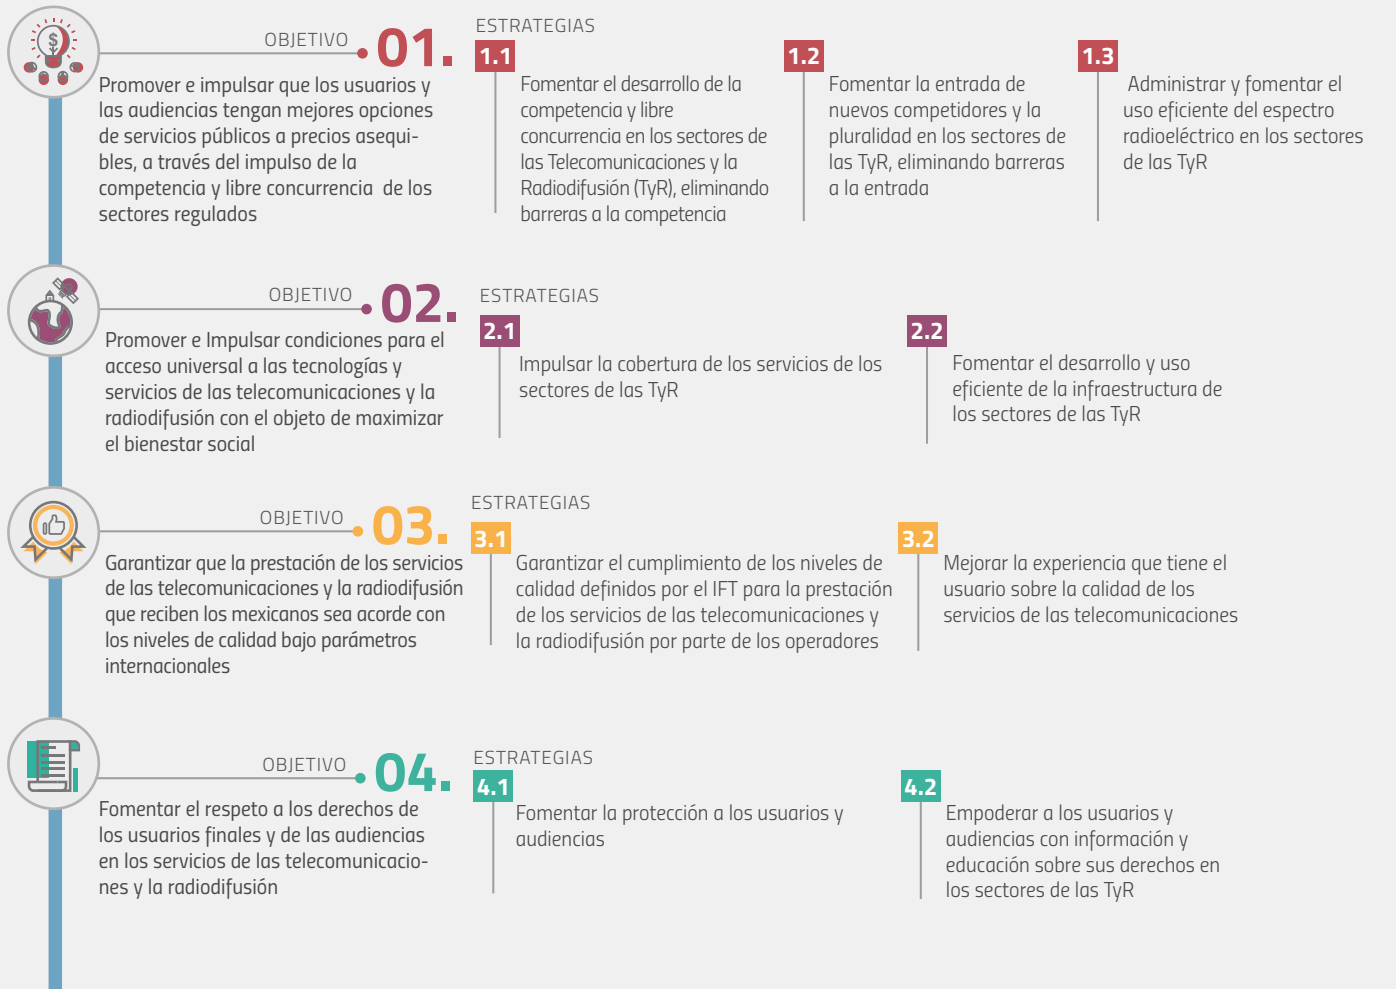 OBJETIVO 01.
Promover e impulsar que los usuarios y
las audiencias tengan mejores opciones
de servicios públicos a precios asequi-
bles, a través del impulso de la
competencia y libre concurrencia de los
sectores regulados
ESTRATEGIAS
1.1
Fomentar el desarrollo de la
competencia y libre
concurrencia en los sectores de
las Telecomunicaciones y la
Radiodifusión (TyR), eliminando
barreras a la competencia
1.2
Fomentar la entrada de
nuevos competidores y la
pluralidad en los sectores de
las TyR, eliminando barreras
a la entrada
1.3
Administrar y fomentar el
uso eficiente del espectro
radioeléctrico en los sectores
de las TyR
OBJETIVO 02.
Promover e Impulsar condiciones para el
acceso universal a las tecnologías y
servicios de las telecomunicaciones y la
radiodifusión con el objeto de maximizar
el bienestar social
ESTRATEGIAS
2.1
Impulsar la cobertura de los servicios de los
sectores de las TyR
2.2
Fomentar el desarrollo y uso
eficiente de la infraestructura de
los sectores de las TyR
OBJETIVO 03.
Garantizar que la prestación de los servicios
de las telecomunicaciones y la radiodifusión
que reciben los mexicanos sea acorde con
los niveles de calidad bajo parámetros
internacionales
ESTRATEGIAS
3.1
Garantizar el cumplimiento de los niveles de
calidad definidos por el IFT para la prestación
de los servicios de las telecomunicaciones y
la radiodifusión por parte de los operadores
3.2
Mejorar la experiencia que tiene el
usuario sobre la calidad de los
servicios de las telecomunicaciones
OBJETIVO 04.
Fomentar el respeto a los derechos de
los usuarios finales y de las audiencias
en los servicios de las telecomunicacio-
nes y la radiodifusión
ESTRATEGIAS
4.1
Fomentar la protección a los usuarios y
audiencias
4.2
Empoderar a los usuarios y
audiencias con información y
educación sobre sus derechos en
los sectores de las TyR